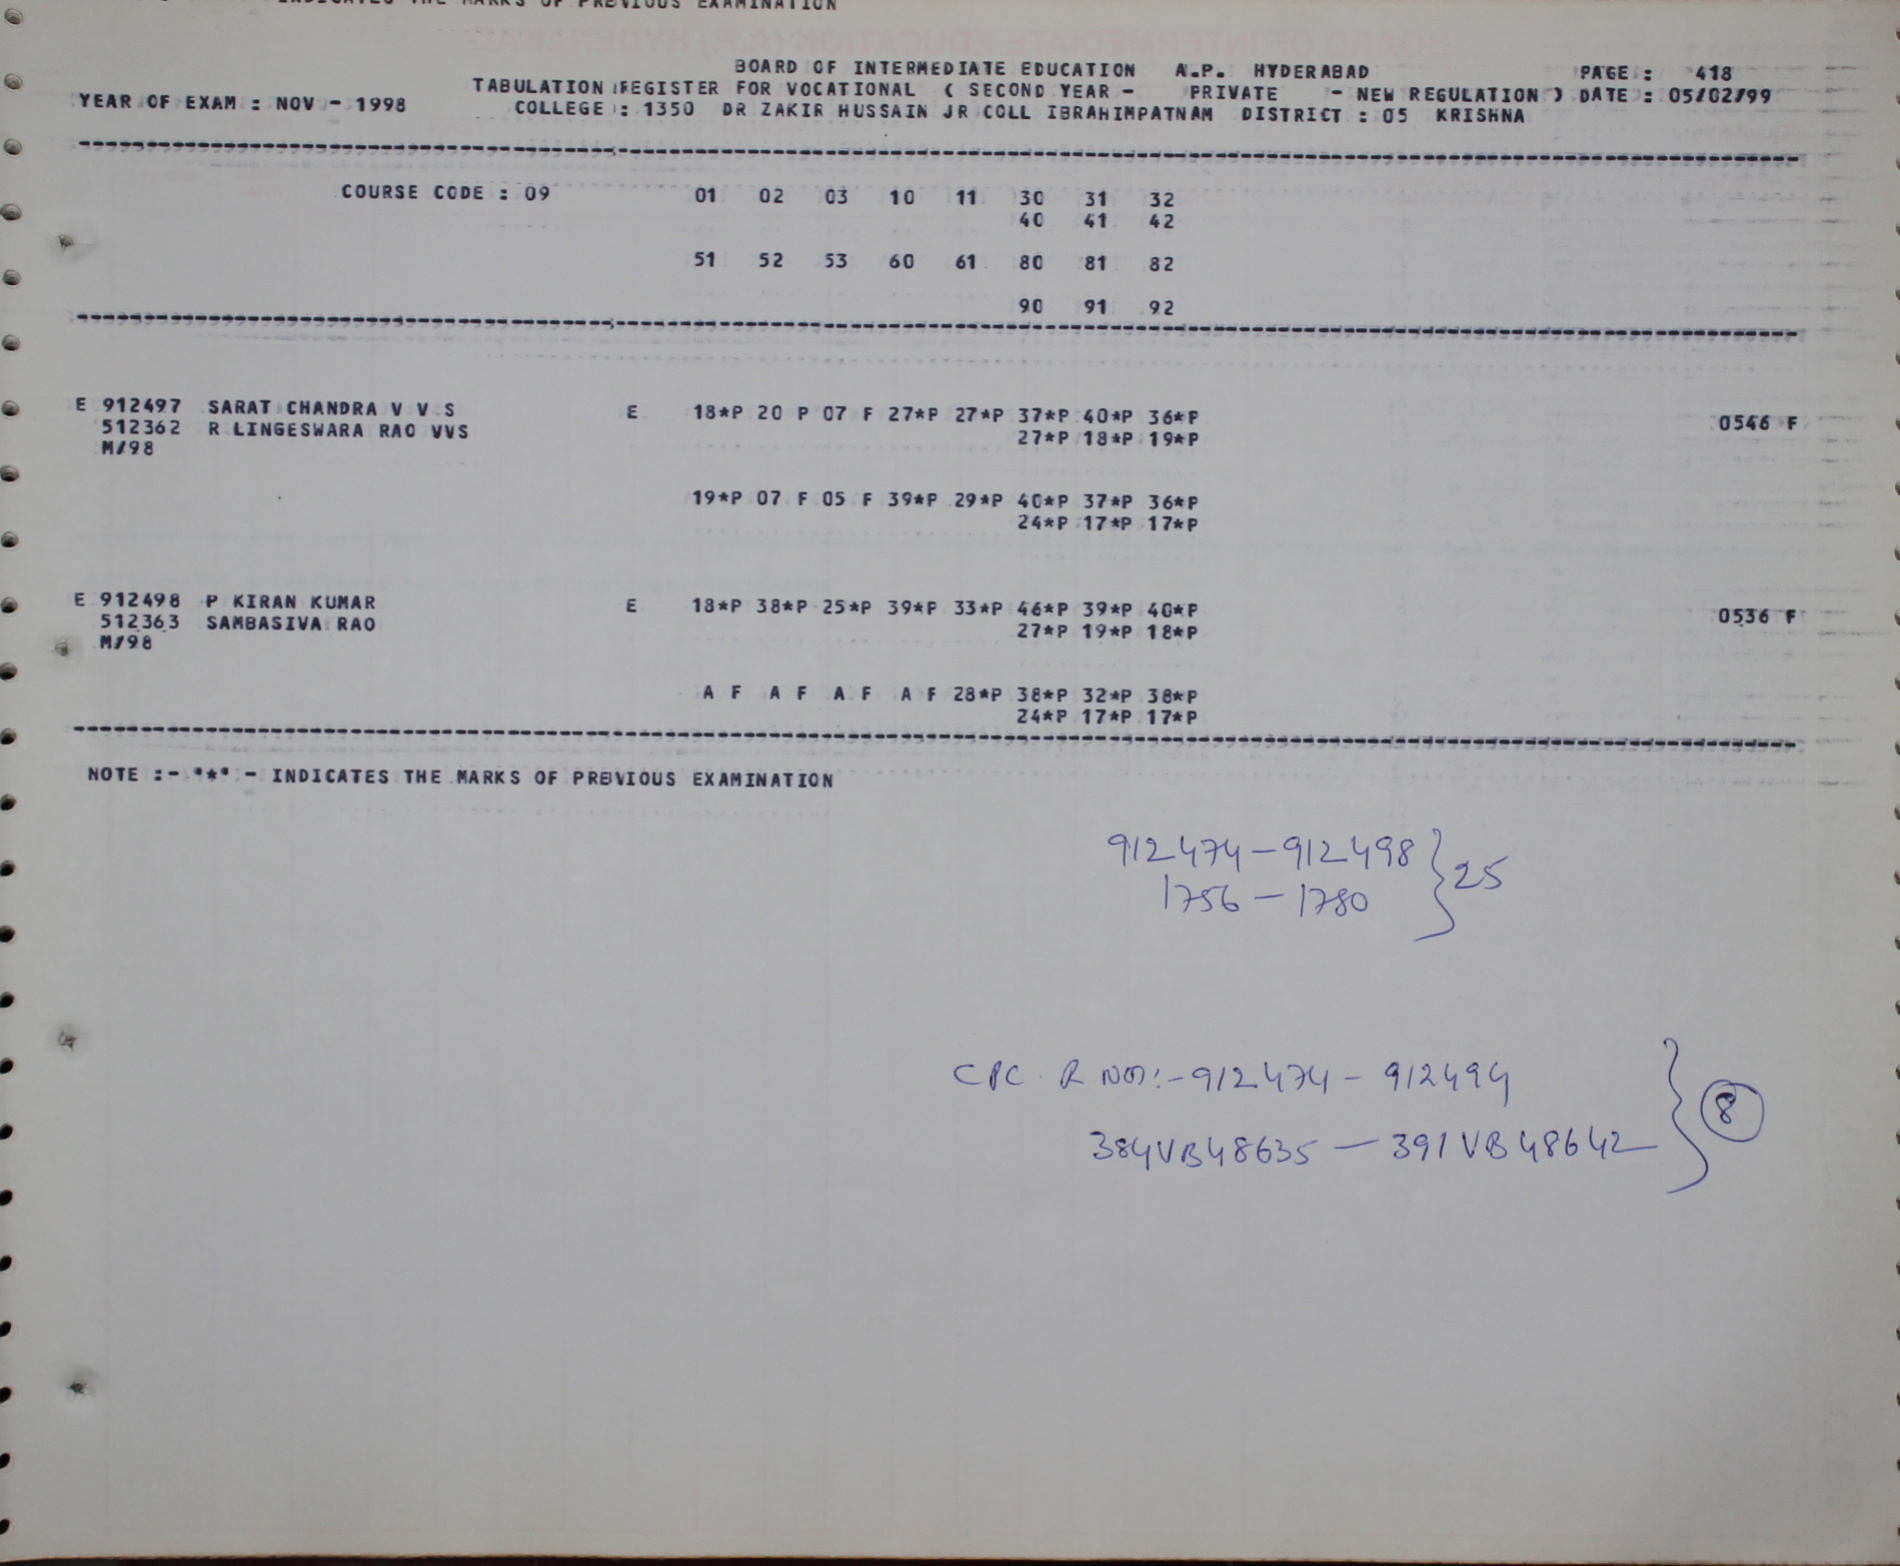 INDICATES THE MARKS OF PREVIOUS EXAMINATION
BOARD OF INTERMEDIATE EDUCATION A.P. HYDERABAD PAGE : 418
TABULATION REGISTER FOR VOCATIONAL ( SECOND YEAR - PRIVATE - NEW REGULATION ) DATE : 05/02/99
YEAR OF EXAM : NOV - 1998 COLLEGE : 1350 DR ZAKIR HUSSAIN JR COLL IBRAHIMPATNAM DISTRICT : 05 KRISHNA
COURSE CODE : 09 01 02 03 10 11 30 31 32
40 41 42
51 52 53 60 61 80 81 82
90 91 92
E 912497 SARAT CHANDRA V V S E 18*P 20 P 07 F 27*P 27*P 37*P 40*P 36*P 0546 F
512362 R LINGESWARA RAO VVS 27*P 18*P 19*P
M/98
19*P 07 F 05 F 39*P 29*P 40*P 37*P 36*P
24*P 17*P 17*P
E 912498 P KIRAN KUMAR E 18*P 38*P 25*P 39*P 33*P 46*P 39*P 40*P 0536 F
512363 SAMBASIVA RAO 27*P 19*P 18*P
M/98
A F A F A F A F 28*P 38*P 32*P 38*P
24*P 17*P 17*P
NOTE :- "*" - INDICATES THE MARKS OF PREVIOUS EXAMINATION
912474-912498 } 25
1756-1780
CPC R NO:-912474-912494
384VB48635-391VB48642 } 8